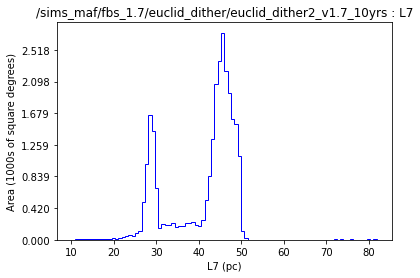 /sims_maf/fbs_1.7/euclid_dither/euclid_dither2_v1.7_10yrs : L7
Area (1000s of square degrees)
2.518
2.098
1.679
1.259
0.839
0.420
0.000
10 20 30 40 50 60 70 80
L7 (pc)